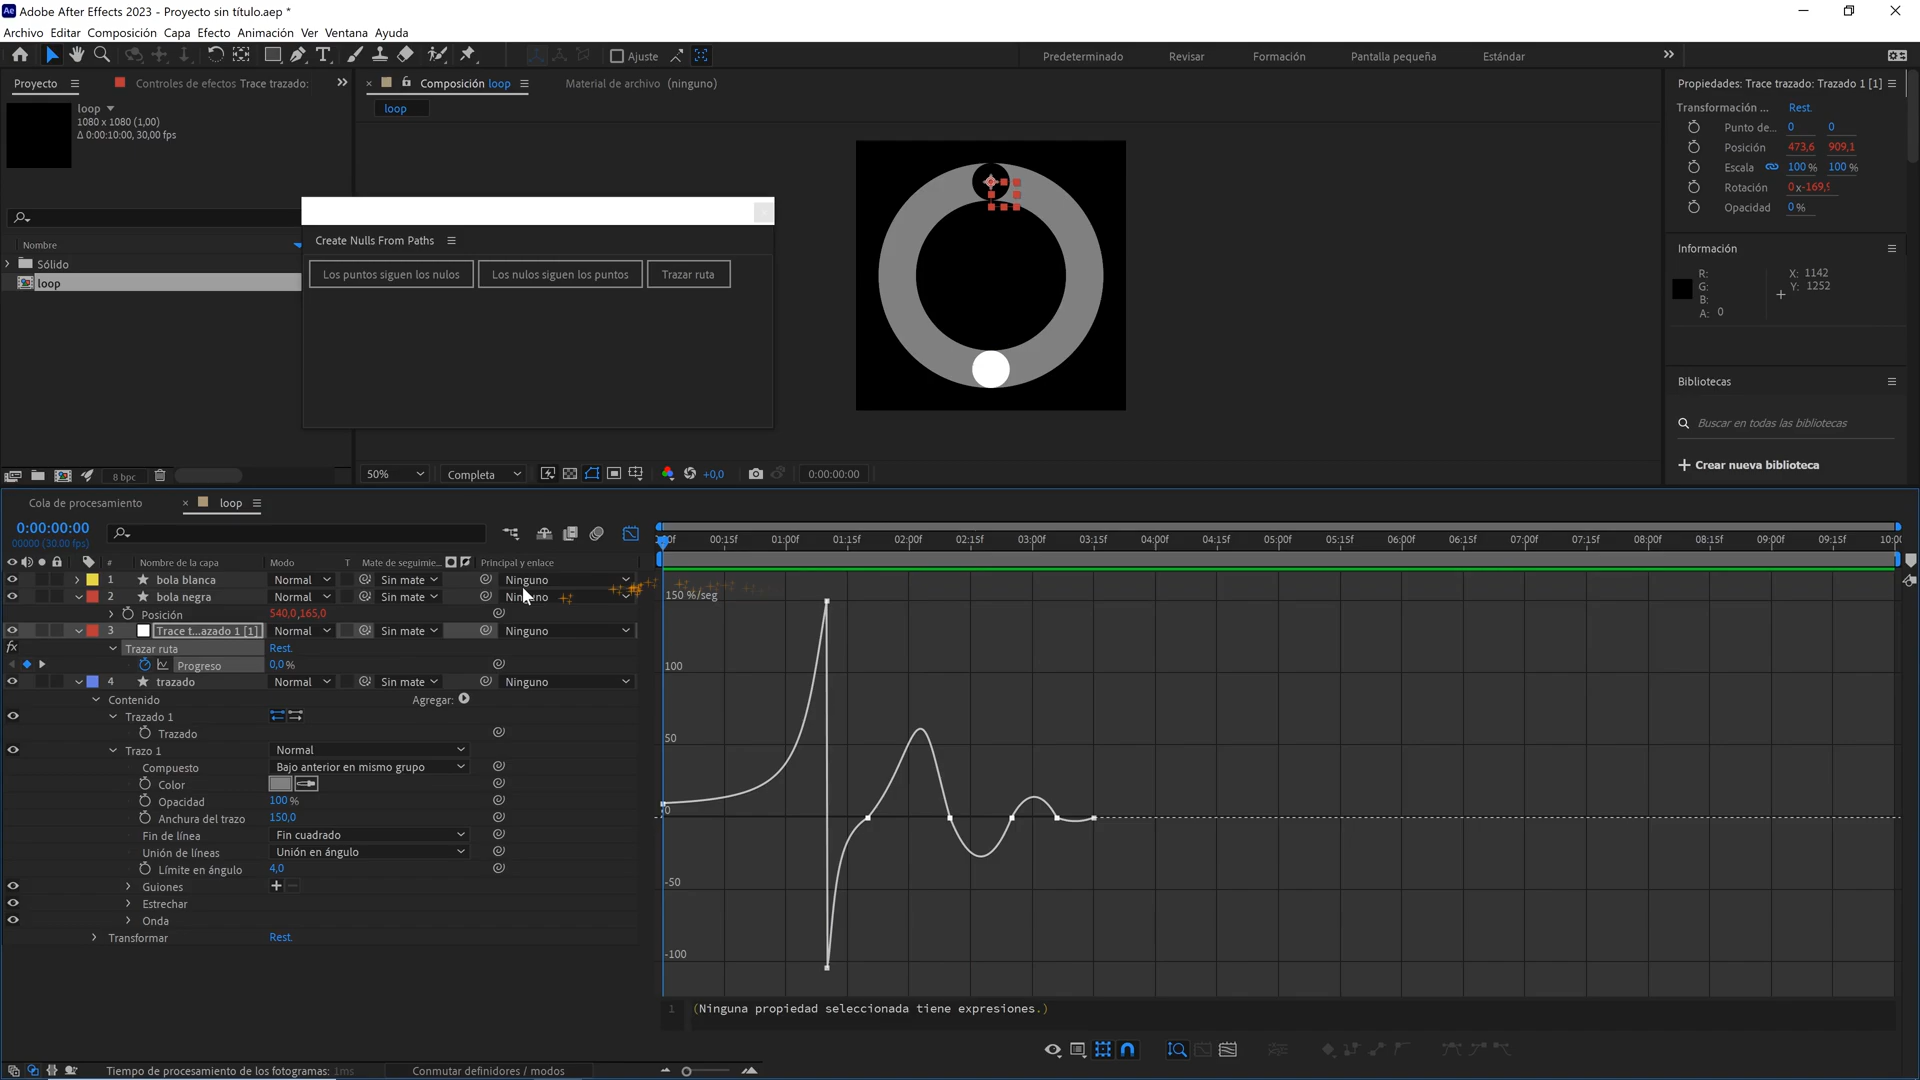 Adobe After Effects 2023 - Proyecto sin título.aep *
Archivo Editar Composición Capa Efecto Animación Ver Ventana Ayuda
Ajuste
Predeterminado Revisar Formación Pantalla pequeña Estándar
Proyecto
Controles de efectos Trace trazado:
Composición loop
Material de archivo (ninguno)
loop
loop
1080 x 1080 (1,00)
Δ 0:00:10:00, 30,00 fps
Nombre
Sólido
loop
8 bpc
Create Nulls From Paths
Los puntos siguen los nulos
Los nulos siguen los puntos
Trazar ruta
50%
Completa
+0,0
0:00:00:00
Propiedades: Trace trazado: Trazado 1 [1]
Transformación ... Rest.
Punto de... 0 0
Posición 473,6 909,1
Escala 100 % 100 %
Rotación 0x-169,9
Opacidad 0 %
Información
R:
G:
B:
A: 0
X: 1142
Y: 1252
Bibliotecas
Buscar en todas las bibliotecas
Crear nueva biblioteca
Cola de procesamiento
loop
0:00:00:00
00000 (30.00 fps)
# Nombre de la capa Modo T Mate de seguimie... Principal y enlace
1 bola blanca Normal Sin mate Ninguno
2 bola negra Normal Sin mate Ninguno
Posición 540,0,165,0
3 Trace t...azado 1 [1] Normal Sin mate Ninguno
fx Trazar ruta Rest.
Progreso 0,0 %
4 trazado Normal Sin mate Ninguno
Contenido Agregar:
Trazado 1
Trazado
Trazo 1 Normal
Compuesto Bajo anterior en mismo grupo
Color
Opacidad 100 %
Anchura del trazo 150,0
Fin de línea Fin cuadrado
Unión de líneas Unión en ángulo
Límite en ángulo 4,0
Guiones
Estrechar
Onda
Transformar Rest.
00:15f 01:00f 01:15f 02:00f 02:15f 03:00f 03:15f 04:00f 04:15f 05:00f 05:15f 06:00f 06:15f 07:00f 07:15f 08:00f 08:15f 09:00f 09:15f 10:0
150 %/seg
100
50
0
-50
-100
1 (Ninguna propiedad seleccionada tiene expresiones.)
Tiempo de procesamiento de los fotogramas: 1ms
Conmutar definidores / modos